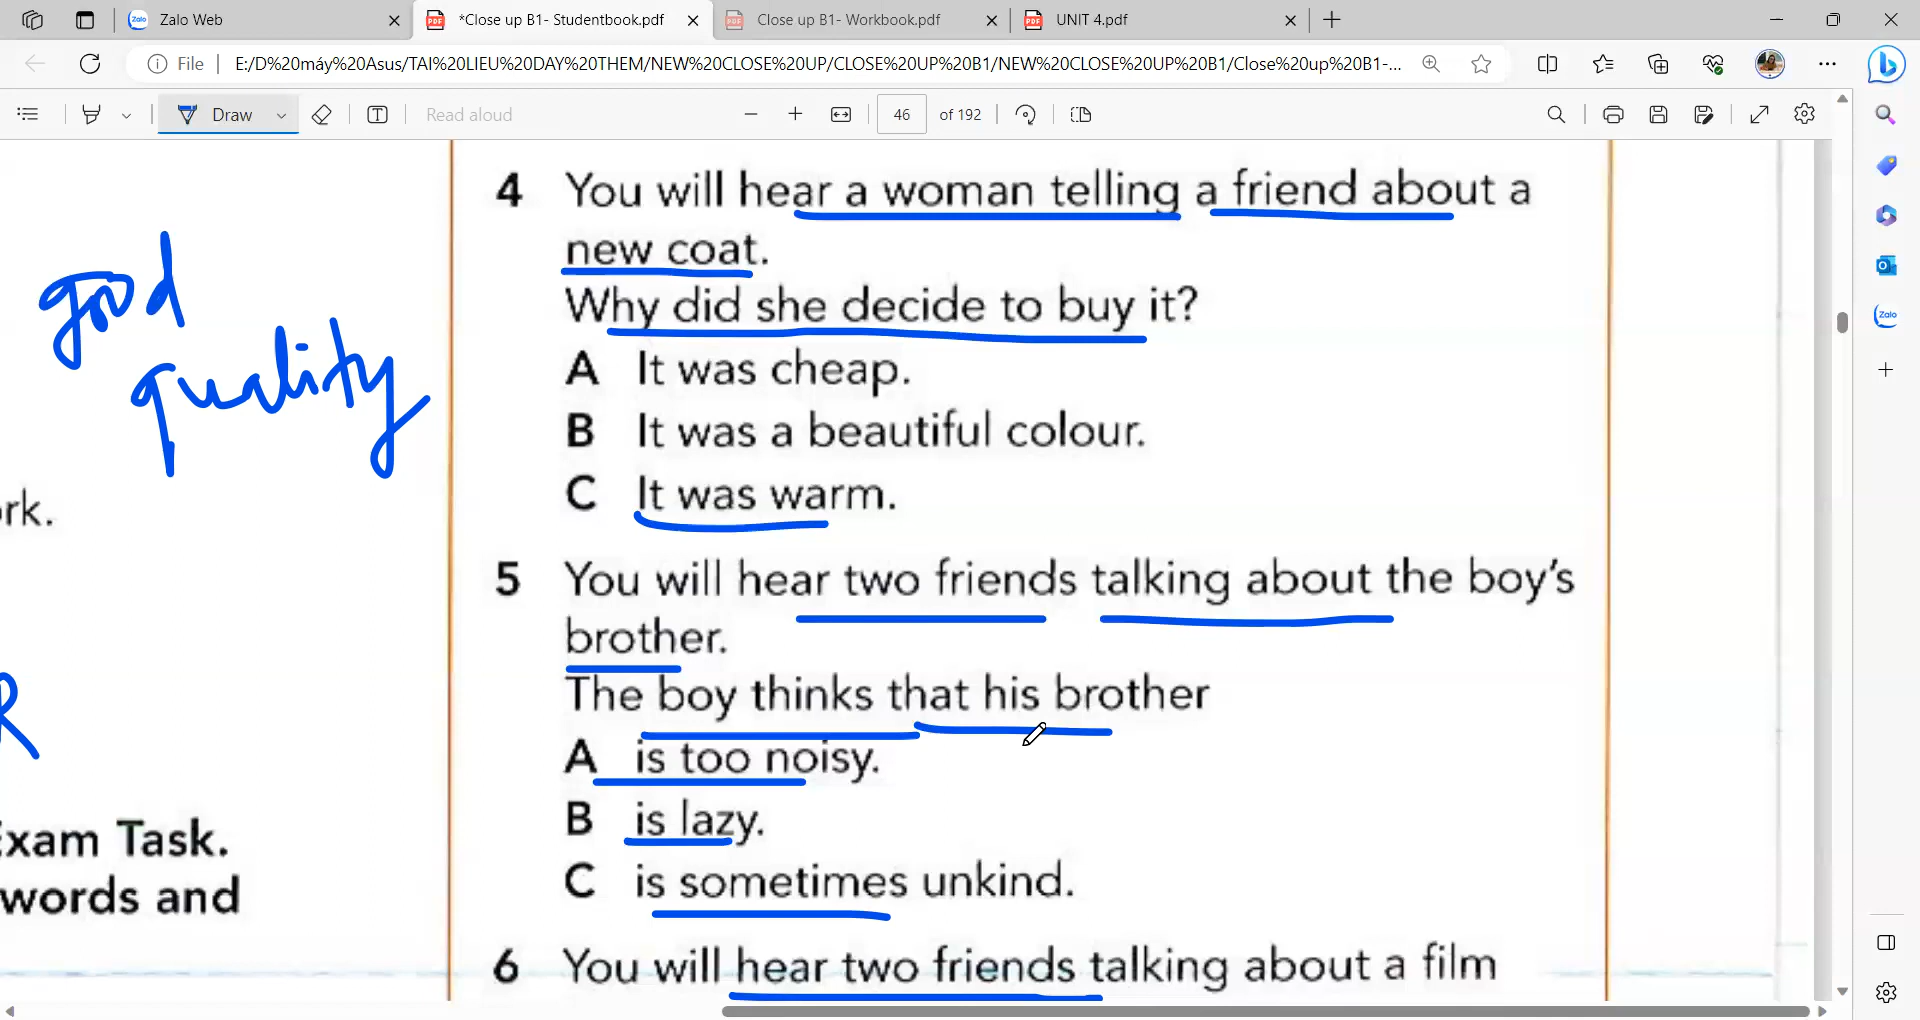 Zalo Web
*Close up B1- Studentbook.pdf
Close up B1- Workbook.pdf
UNIT 4.pdf
File
E:/D%20máy%20Asus/TAI%20LIEU%20DAY%20THEM/NEW%20CLOSE%20UP/CLOSE%20UP%20B1/NEW%20CLOSE%20UP%20B1/Close%20up%20B1-...
Draw
Read aloud
46
of 192
4 You will hear a woman telling a friend about a
new coat.
Why did she decide to buy it?
A It was cheap.
B It was a beautiful colour.
C It was warm.
5 You will hear two friends talking about the boy's
brother.
The boy thinks that his brother
A is too noisy.
B is lazy.
C is sometimes unkind.
6 You will hear two friends talking about a film
good
quality
rk.
R
Exam Task.
words and